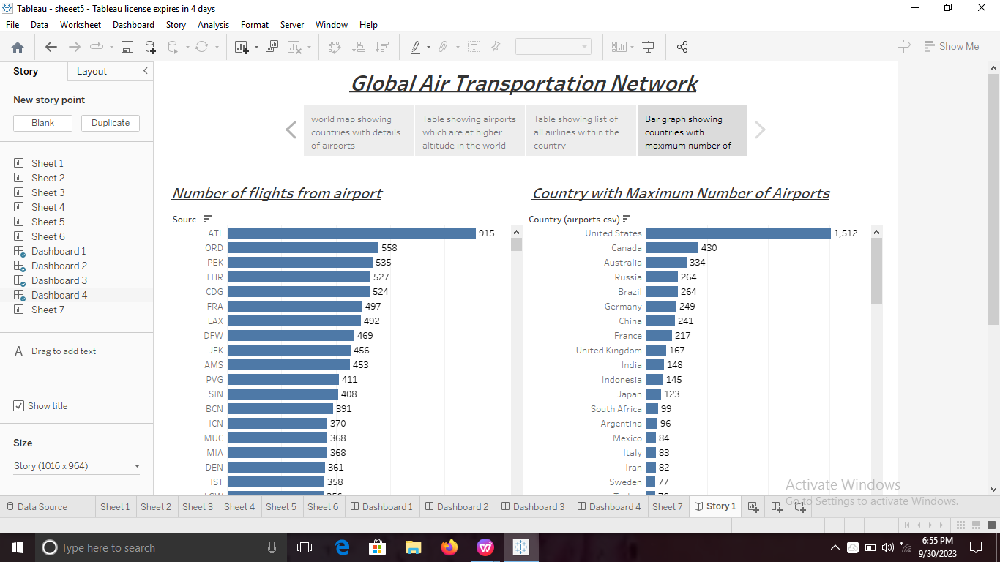 Tableau - sheeet5 - Tableau license expires in 4 days
File Data Worksheet Dashboard Story Analysis Format Server Window Help
Show Me
Story Layout
New story point
Blank Duplicate
Sheet 1
Sheet 2
Sheet 3
Sheet 4
Sheet 5
Sheet 6
Dashboard 1
Dashboard 2
Dashboard 3
Dashboard 4
Sheet 7
A Drag to add text
Show title
Size
Story (1016 x 964)
Global Air Transportation Network
world map showing
countries with details
of airports
Table showing airports
which are at higher
altitude in the world
Table showing list of
all airlines within the
country
Bar graph showing
countries with
maximum number of
Number of flights from airport
Sourc..
ATL 915
ORD 558
PEK 535
LHR 527
CDG 524
FRA 497
LAX 492
DFW 469
JFK 456
AMS 453
PVG 411
SIN 408
BCN 391
ICN 370
MUC 368
MIA 368
DEN 361
IST 358
Country with Maximum Number of Airports
Country (airports.csv)
United States 1,512
Canada 430
Australia 334
Russia 264
Brazil 264
Germany 249
China 241
France 217
United Kingdom 167
India 148
Indonesia 145
Japan 123
South Africa 99
Argentina 96
Mexico 84
Italy 83
Iran 82
Sweden 77
Activate Windows
Go to Settings to activate Windows.
Data Source Sheet 1 Sheet 2 Sheet 3 Sheet 4 Sheet 5 Sheet 6 Dashboard 1 Dashboard 2 Dashboard 3 Dashboard 4 Sheet 7 Story 1
Type here to search
6:55 PM
9/30/2023